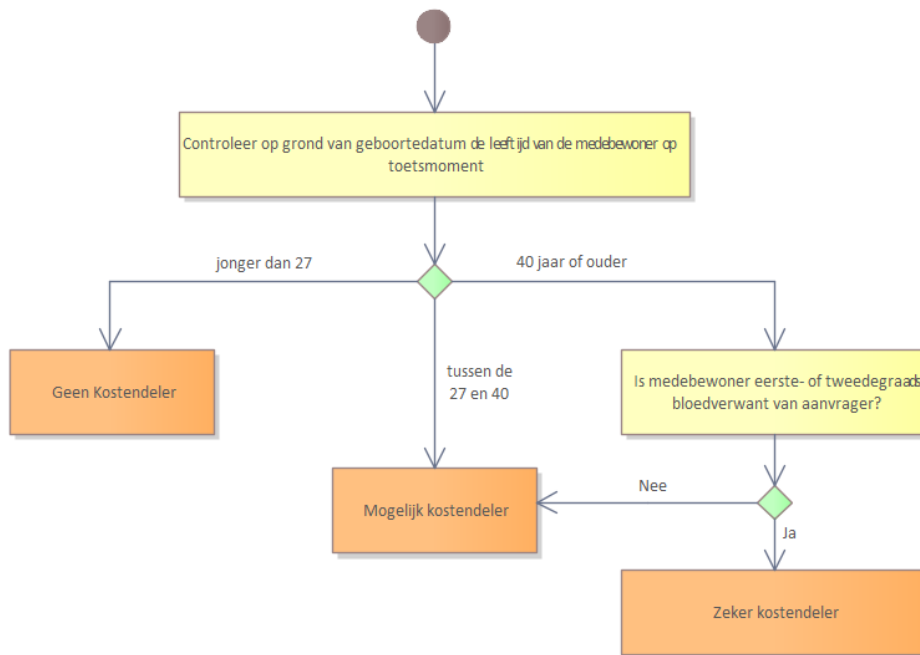 Controleer op grond van geboortedatum de leeftijd van de medebewoner op
toetsmoment
jonger dan 27
40 jaar of ouder
Geen Kostendeler
tussen de
27 en 40
Is medebewoner eerste- of tweedegraads
bloedverwant van aanvrager?
Mogelijk kostendeler
Nee
Ja
Zeker kostendeler